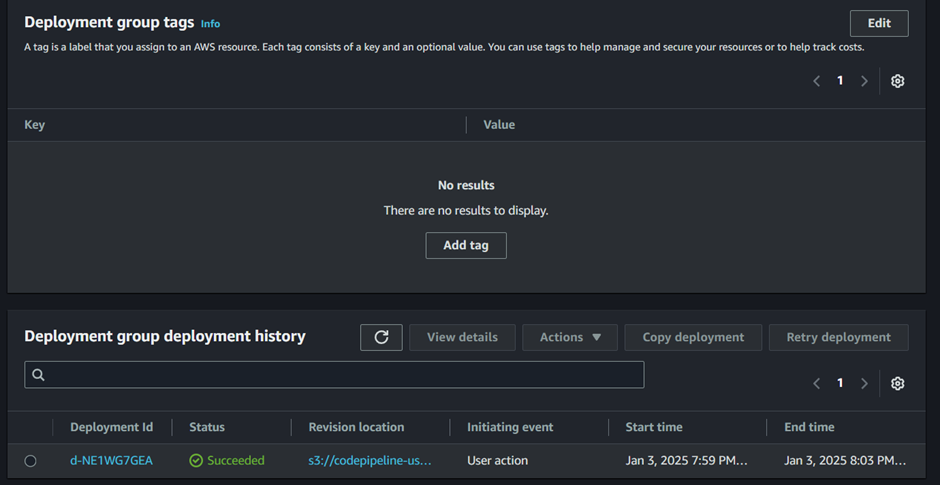 Deployment group tags Info
Edit
A tag is a label that you assign to an AWS resource. Each tag consists of a key and an optional value. You can use tags to help manage and secure your resources or to help track costs.
1
Key Value
No results
There are no results to display.
Add tag
Deployment group deployment history View details Actions Copy deployment Retry deployment
1
Deployment Id Status Revision location Initiating event Start time End time
d-NE1WG7GEA Succeeded s3://codepipeline-us... User action Jan 3, 2025 7:59 PM... Jan 3, 2025 8:03 PM...